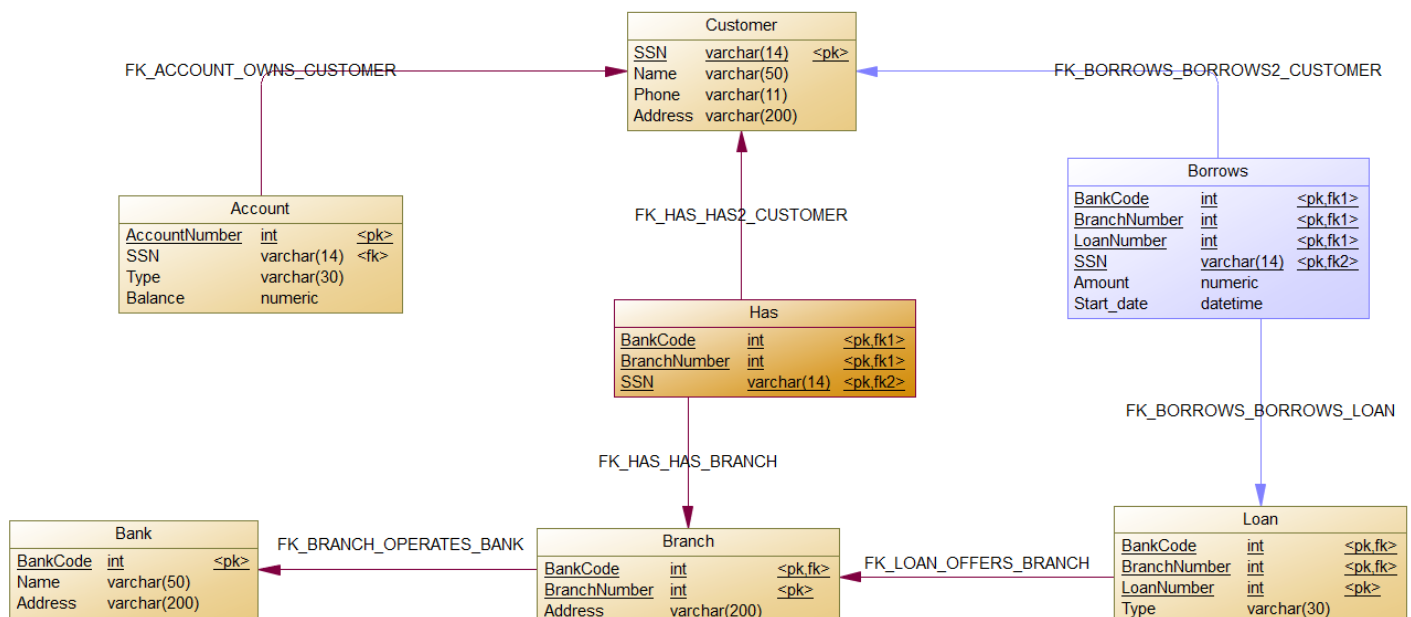 Customer
SSN varchar(14) <pk>
Name varchar(50)
Phone varchar(11)
Address varchar(200)
FK_ACCOUNT_OWNS_CUSTOMER
FK_BORROWS_BORROWS2_CUSTOMER
Account
AccountNumber int <pk>
SSN varchar(14) <fk>
Type varchar(30)
Balance numeric
FK_HAS_HAS2_CUSTOMER
Borrows
BankCode int <pk,fk1>
BranchNumber int <pk,fk1>
LoanNumber int <pk,fk1>
SSN varchar(14) <pk,fk2>
Amount numeric
Start_date datetime
Has
BankCode int <pk,fk1>
BranchNumber int <pk,fk1>
SSN varchar(14) <pk,fk2>
FK_BORROWS_BORROWS_LOAN
FK_HAS_HAS_BRANCH
Bank
BankCode int <pk>
Name varchar(50)
Address varchar(200)
FK_BRANCH_OPERATES_BANK
Branch
BankCode int <pk,fk>
BranchNumber int <pk>
Address varchar(200)
FK_LOAN_OFFERS_BRANCH
Loan
BankCode int <pk,fk>
BranchNumber int <pk,fk>
LoanNumber int <pk>
Type varchar(30)